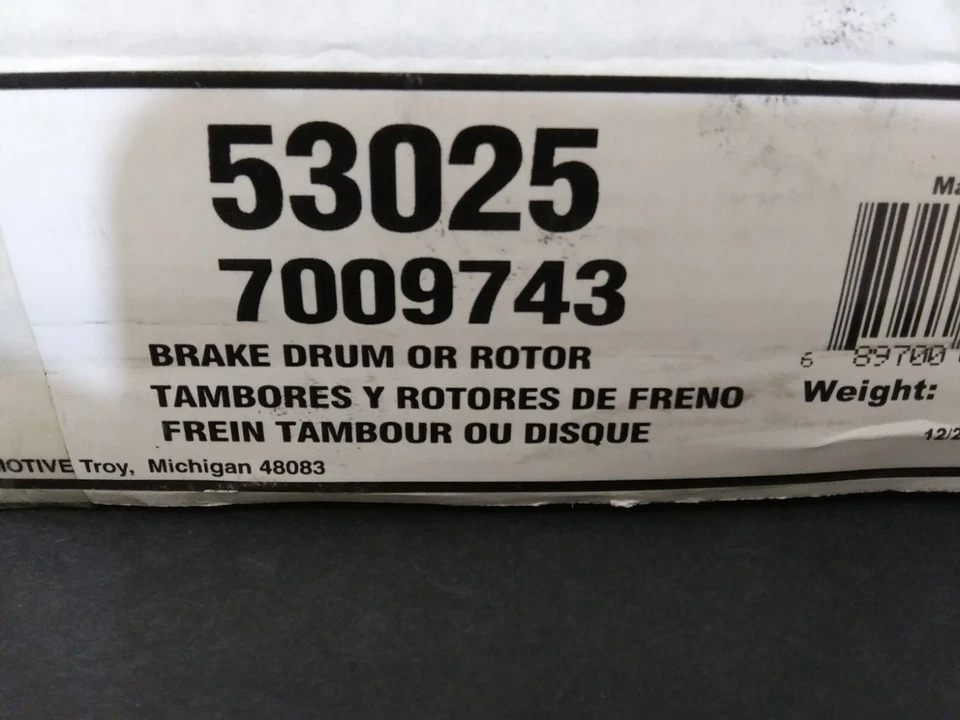 53025
7009743
BRAKE DRUM OR ROTOR
TAMBORES Y ROTORES DE FRENO
FREIN TAMBOUR OU DISQUE
Troy, Michigan 48083
6 89700
Weight: